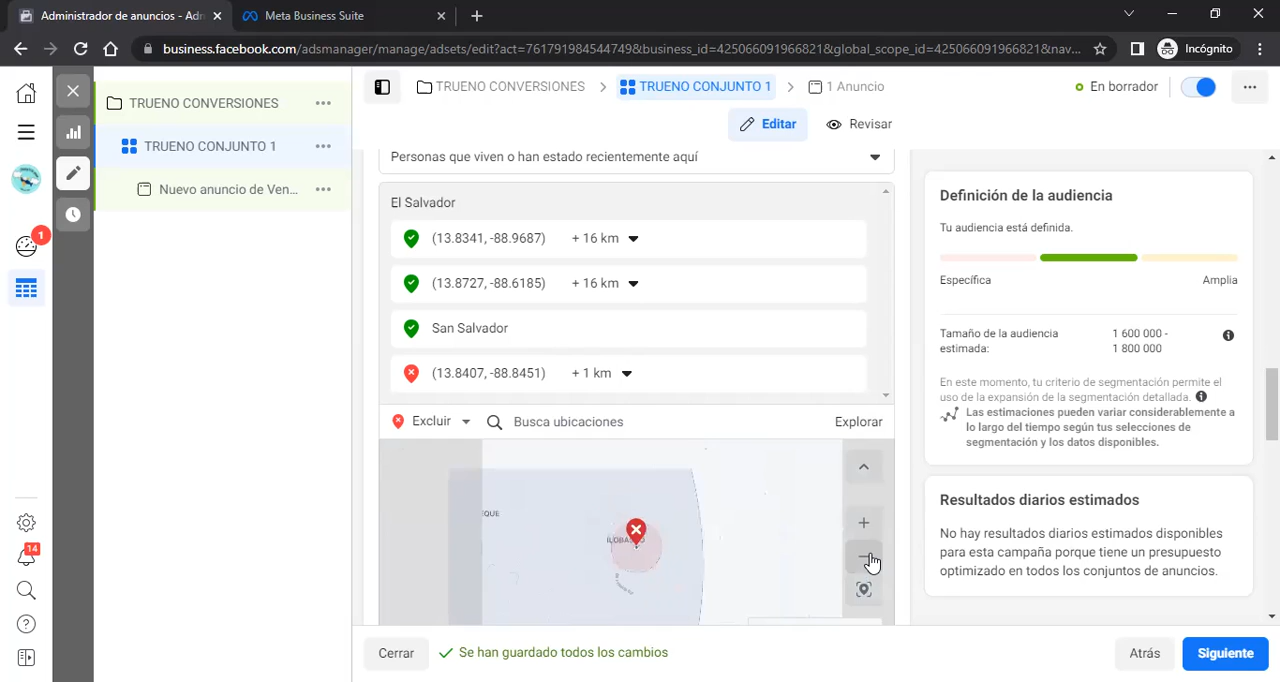 Administrador de anuncios - Adr
Meta Business Suite
business.facebook.com/adsmanager/manage/adsets/edit?act=7617919845447498&business_id=425066091966821&global_scope_id=425066091966821&nav...
Incógnito
TRUENO CONVERSIONES
TRUENO CONJUNTO 1
Nuevo anuncio de Ven...
TRUENO CONVERSIONES
TRUENO CONJUNTO 1
1 Anuncio
En borrador
Editar
Revisar
1
14
Personas que viven o han estado recientemente aquí
El Salvador
(13.8341, -88.9687) + 16 km
(13.8727, -88.6185) + 16 km
San Salvador
(13.8407, -88.8451) + 1 km
Excluir
Busca ubicaciones
Explorar
Definición de la audiencia
Tu audiencia está definida.
Específica
Amplia
Tamaño de la audiencia estimada:
1 600 000 -
1 800 000
En este momento, tu criterio de segmentación permite el
uso de la expansión de la segmentación detallada.
Las estimaciones pueden variar considerablemente a
lo largo del tiempo según tus selecciones de
segmentación y los datos disponibles.
Resultados diarios estimados
No hay resultados diarios estimados disponibles
para esta campaña porque tiene un presupuesto
optimizado en todos los conjuntos de anuncios.
Cerrar
Se han guardado todos los cambios
Atrás
Siguiente